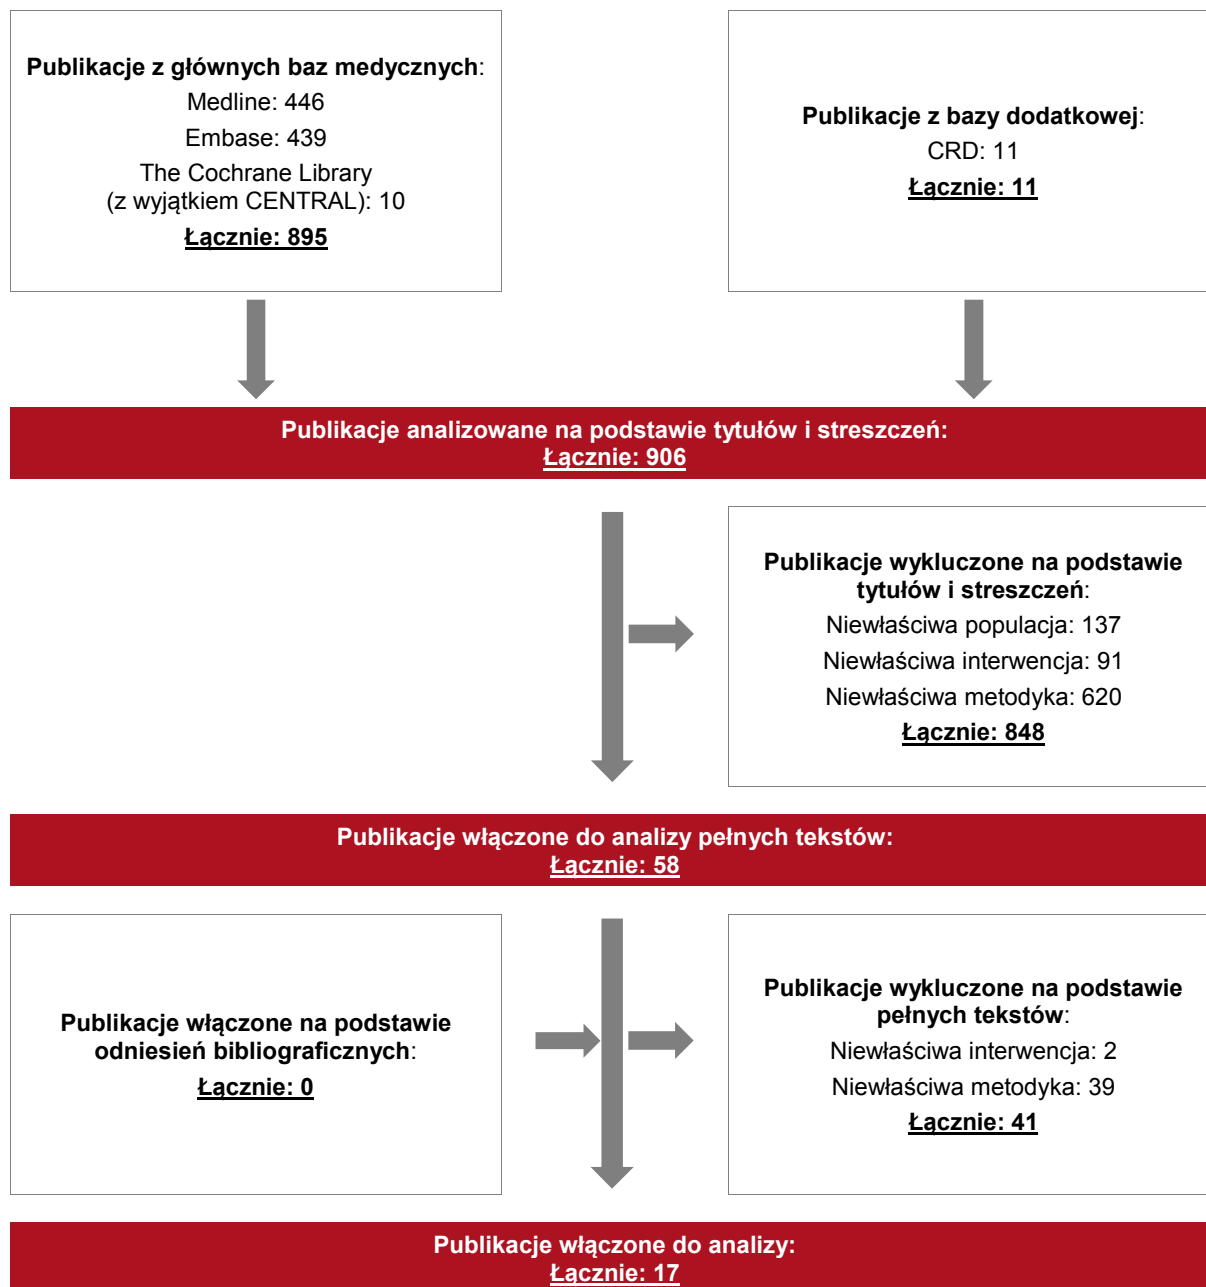 Publikacje z głównych baz medycznych:
Medline: 446
Embase: 439
The Cochrane Library
(z wyjątkiem CENTRAL): 10
Łącznie: 895
Publikacje z bazy dodatkowej:
CRD: 11
Łącznie: 11
Publikacje analizowane na podstawie tytułów i streszczeń:
Łącznie: 906
Publikacje wykluczone na podstawie
tytułów i streszczeń:
Niewłaściwa populacja: 137
Niewłaściwa interwencja: 91
Niewłaściwa metodyka: 620
Łącznie: 848
Publikacje włączone do analizy pełnych tekstów:
Łącznie: 58
Publikacje włączone na podstawie
odniesień bibliograficznych:
Łącznie: 0
Publikacje wykluczone na podstawie
pełnych tekstów:
Niewłaściwa interwencja: 2
Niewłaściwa metodyka: 39
Łącznie: 41
Publikacje włączone do analizy:
Łącznie: 17